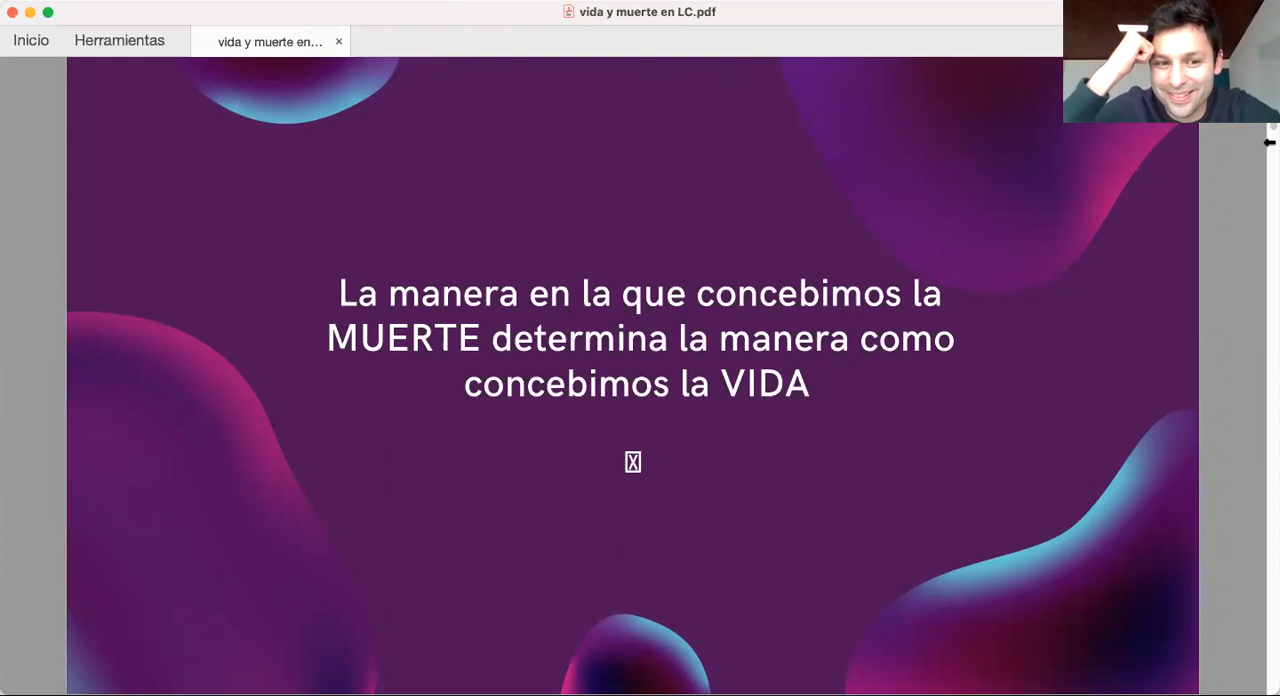 vida y muerte en LC.pdf
Inicio Herramientas vida y muerte en... ×
La manera en la que concebimos la
MUERTE determina la manera como
concebimos la VIDA